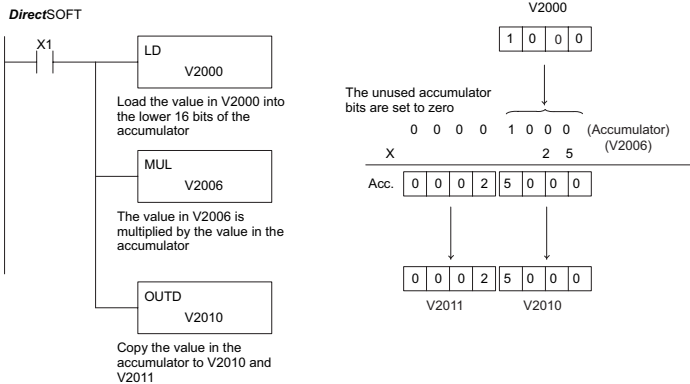 DirectSOFT
X1
LD
V2000
Load the value in V2000 into
the lower 16 bits of the
accumulator
MUL
V2006
The value in V2006 is
multiplied by the value in the
accumulator
OUTD
V2010
Copy the value in the
accumulator to V2010 and
V2011
V2000
1 0 0 0
The unused accumulator
bits are set to zero
0 0 0 0 1 0 0 0 (Accumulator)
X 2 5 (V2006)
Acc. 0 0 0 2 5 0 0 0
0 0 0 2 5 0 0 0
V2011 V2010